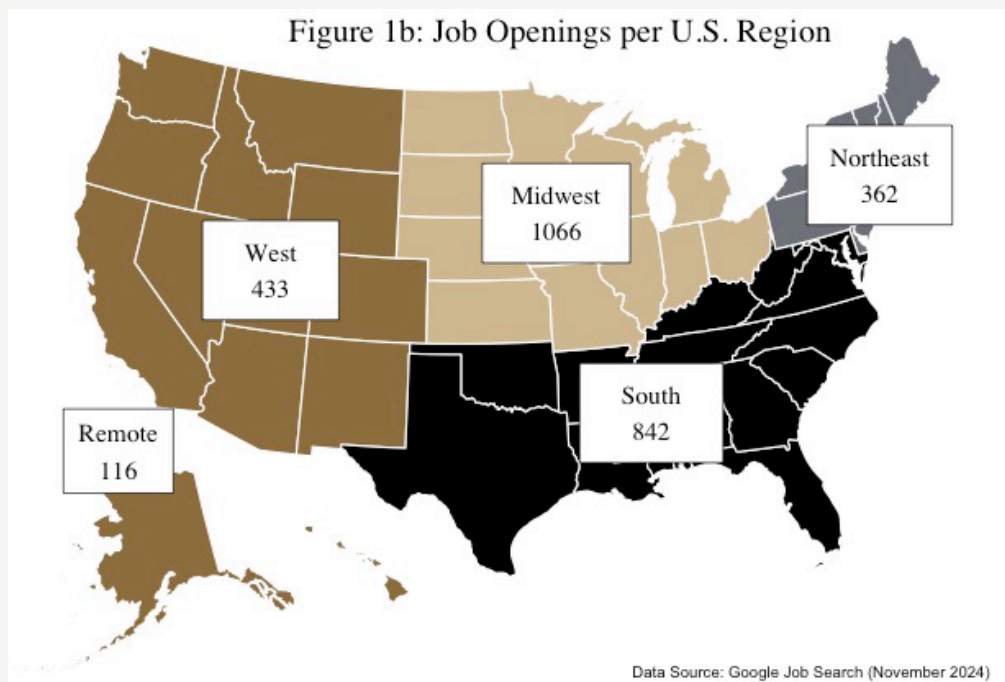 Figure 1b: Job Openings per U.S. Region
Northeast
362
Midwest
1066
West
433
South
842
Remote
116
Data Source: Google Job Search (November 2024)